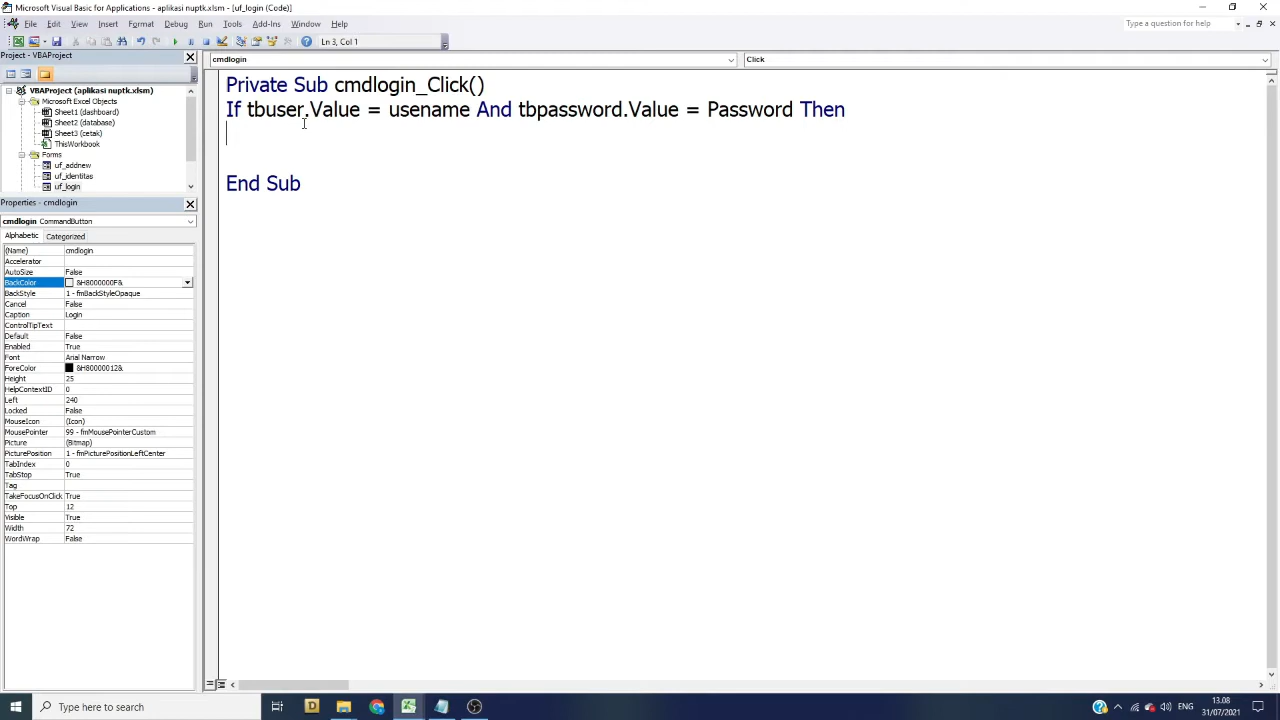 Microsoft Visual Basic for Applications - aplikasi nuptk.xlsm - [uf_login (Code)]
File Edit View Insert Format Debug Run Tools Add-Ins Window Help
Type a question for help
Ln 3, Col 1
Project - VBAProject
cmdlogin
Click
VBAProject (aplikasi nuptk.xlsm)
Microsoft Excel Objects
Sheet1 (dashboard)
Sheet2 (database)
Sheet3 (cetak)
ThisWorkbook
Forms
uf_addnew
uf_identitas
uf_login
Private Sub cmdlogin_Click()
If tbuser.Value = usename And tbpassword.Value = Password Then
End Sub
Properties - cmdlogin
cmdlogin CommandButton
Alphabetic Categorized
(Name) cmdlogin
Accelerator
AutoSize False
BackColor &H8000000F&
BackStyle 1 - fmBackStyleOpaque
Cancel False
Caption Login
ControlTipText
Default False
Enabled True
Font Arial Narrow
ForeColor &H80000012&
Height 25
HelpContextID 0
Left 240
Locked False
MouseIcon (Icon)
MousePointer 99 - fmMousePointerCustom
Picture (Bitmap)
PicturePosition 1 - fmPicturePositionLeftCenter
TabIndex 0
TabStop True
Tag
TakeFocusOnClick True
Top 12
Visible True
Width 72
WordWrap False
Type here to search
ENG
13.08
31/07/2021